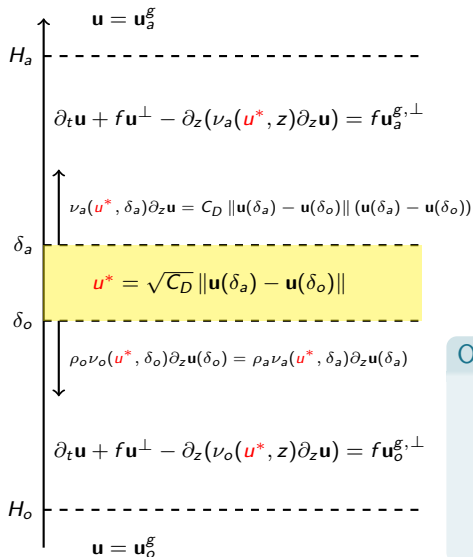 u = u_a^g
H_a
∂_t u + f u^⊥ − ∂_z(ν_a(u*, z)∂_z u) = f u_a^{g,⊥}
ν_a(u*, δ_a)∂_z u = C_D ‖u(δ_a) − u(δ_o)‖ (u(δ_a) − u(δ_o))
δ_a
u* = √C_D ‖u(δ_a) − u(δ_o)‖
δ_o
ρ_o ν_o(u*, δ_o)∂_z u(δ_o) = ρ_a ν_a(u*, δ_a)∂_z u(δ_a)
O
∂_t u + f u^⊥ − ∂_z(ν_o(u*, z)∂_z u) = f u_o^{g,⊥}
H_o
u = u_o^g